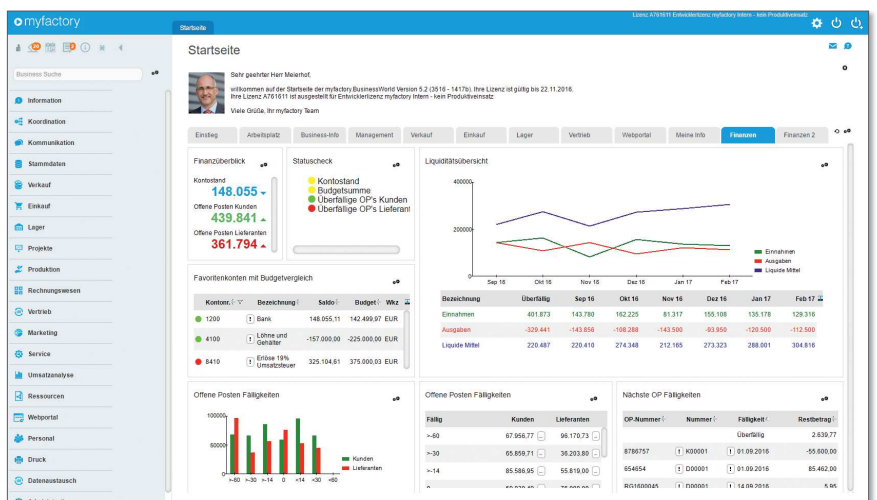 myfactory
Startseite
Lizenz A761611 Entwicklerlizenz myfactory Intern - kein Produktiveinsatz
Business Suche
Information
Koordination
Kommunikation
Stammdaten
Verkauf
Einkauf
Lager
Projekte
Produktion
Rechnungswesen
Vertrieb
Marketing
Service
Umsatzanalyse
Ressourcen
Webportal
Personal
Druck
Datenaustausch
Startseite
Sehr geehrter Herr Meierhof,
willkommen auf der Startseite der myfactory.BusinessWorld Version 5.2 (3516 - 1417b). Ihre Lizenz ist gültig bis 22.11.2016.
Ihre Lizenz A761611 ist ausgestellt für Entwicklerlizenz myfactory Intern - kein Produktiveinsatz
Viele Grüße, Ihr myfactory Team
Einstieg Arbeitsplatz Business-Info Management Verkauf Einkauf Lager Vertrieb Webportal Meine Info Finanzen Finanzen 2
Finanzüberblick
Kontostand
148.055
Offene Posten Kunden
439.841
Offene Posten Lieferanten
361.794
Statuscheck
Kontostand
Budgetsumme
Überfällige OP's Kunden
Überfällige OP's Lieferant
Liquiditätsübersicht
400000
200000
0
Sep 16 Okt 16 Nov 16 Dez 16 Jan 17 Feb 17
Einnahmen
Ausgaben
Liquide Mittel
Bezeichnung Überfällig Sep 16 Okt 16 Nov 16 Dez 16 Jan 17 Feb 17
Einnahmen 401.873 143.780 162.225 81.317 155.108 135.178 129.316
Ausgaben -329.441 -143.856 -108.288 -143.500 -93.950 -120.500 -112.500
Liquide Mittel 220.487 220.410 274.348 212.165 273.323 288.001 304.816
Favoritenkonten mit Budgetvergleich
Kontonr. Bezeichnung Saldo Budget Wkz
1200 Bank 148.055,11 142.499,97 EUR
4100 Löhne und Gehälter -157.000,00 -225.000,00 EUR
8410 Erlöse 19% Umsatzsteuer 325.104,61 375.000,03 EUR
Offene Posten Fälligkeiten
100000
50000
0
>-60 >-30 >-14 0 <14 <30 <60
Kunden
Lieferanten
Offene Posten Fälligkeiten
Fällig Kunden Lieferanten
>-60 67.956,77 96.170,73
>-30 65.859,71 36.203,80
>-14 85.586,95 55.819,00
Nächste OP Fälligkeiten
OP-Nummer Nummer Fälligkeit Restbetrag
Überfällig 2.639,77
8786757 K00001 01.09.2016 -55.600,00
654654 D00001 01.09.2016 85.462,00
RG1600045 D00001 14.09.2016 5,95